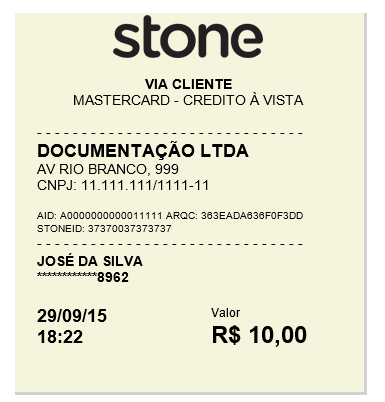 stone
VIA CLIENTE
MASTERCARD - CREDITO À VISTA
- - - - - - - - - - - - - - - - - - - - - - - - - - - - - -
DOCUMENTAÇÃO LTDA
AV RIO BRANCO, 999
CNPJ: 11.111.111/1111-11
AID: A0000000000011111 ARQC: 363EADA636F0F3DD
STONEID: 37370037373737
- - - - - - - - - - - - - - - - - - - - - - - - - - - - - -
JOSÉ DA SILVA
************8962
29/09/15
18:22
Valor
R$ 10,00